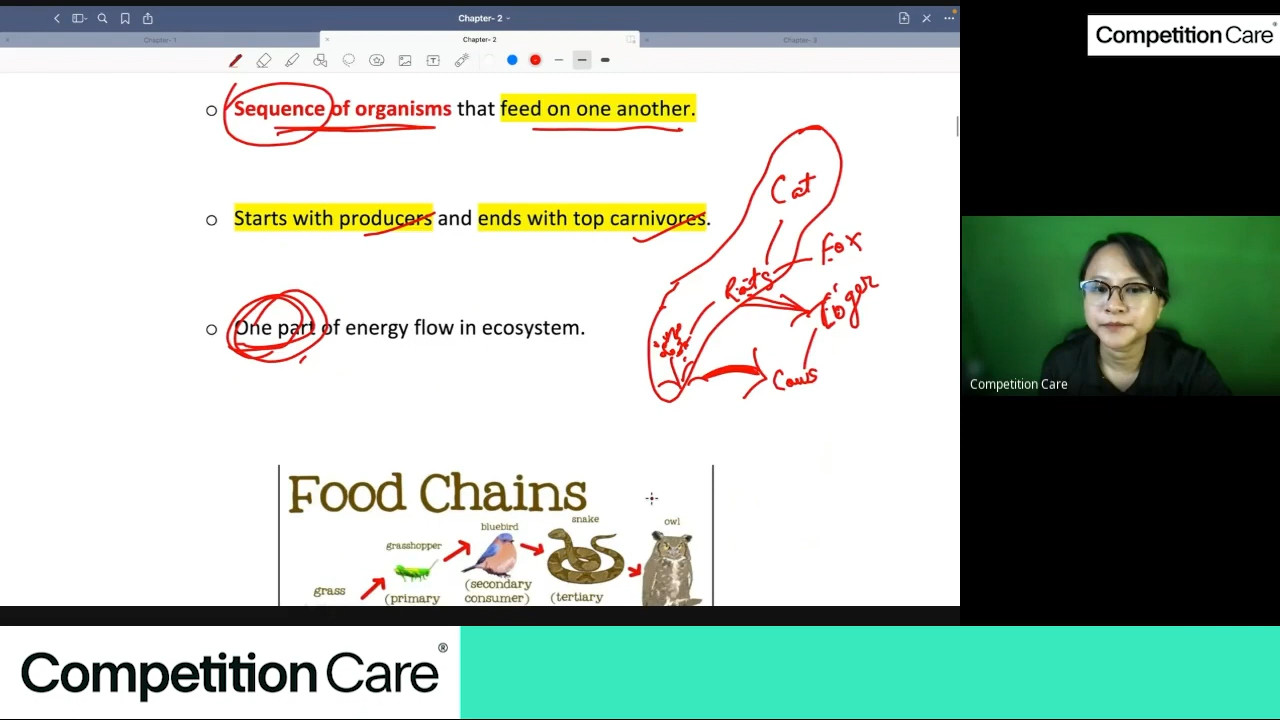 Chapter- 2
Chapter- 1
Chapter- 2
Chapter- 3
Competition Care
Sequence of organisms that feed on one another.
Cat
Starts with producers and ends with top carnivores.
Fox
Rats
Tiger
One part of energy flow in ecosystem.
Cows
Competition Care
Food Chains
grass
grasshopper
(primary
bluebird
(secondary
consumer)
snake
(tertiary
owl
Competition Care®